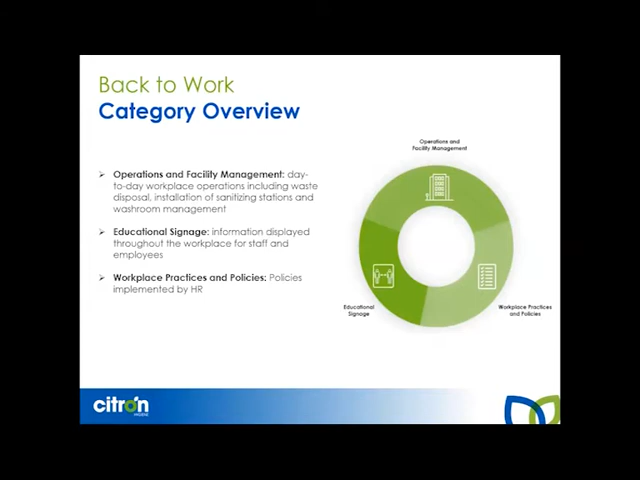 Back to Work
Category Overview
Operations and
Facility Management
➢ Operations and Facility Management: day-
to-day workplace operations including waste
disposal, installation of sanitizing stations and
washroom management
➢ Educational Signage: information displayed
throughout the workplace for staff and
employees
➢ Workplace Practices and Policies: Policies
implemented by HR
Educational
Signage
Workplace Practices
and Policies
citron
HYGIENE